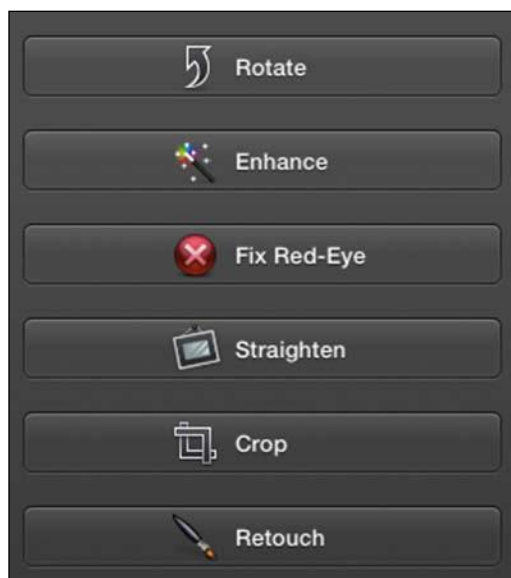 Rotate
Enhance
Fix Red-Eye
Straighten
Crop
Retouch